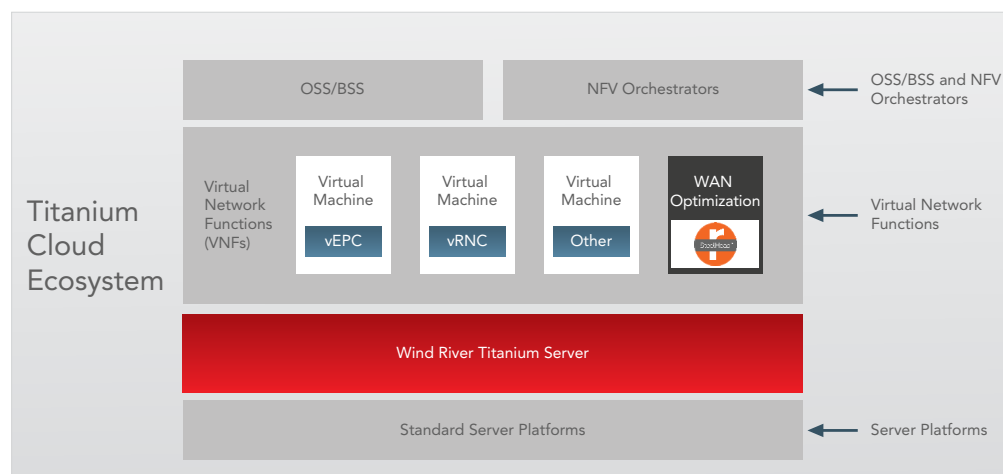 OSS/BSS
NFV Orchestrators
OSS/BSS and NFV
Orchestrators
Titanium
Cloud
Ecosystem
Virtual
Network
Functions
(VNFs)
Virtual
Machine
vEPC
Virtual
Machine
vRNC
Virtual
Machine
Other
WAN
Optimization
SteelHead™
Virtual Network
Functions
Wind River Titanium Server
Standard Server Platforms
Server Platforms